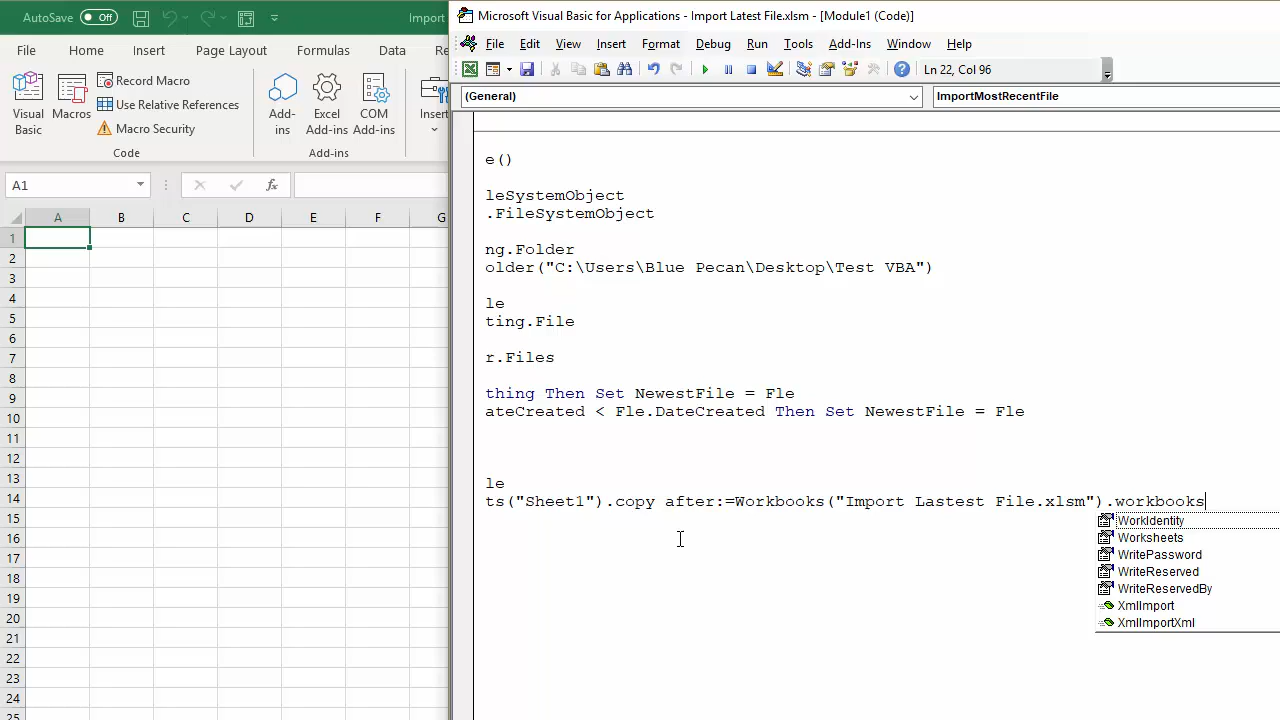 AutoSave Off Import
File Home Insert Page Layout Formulas Data Re
Visual Basic
Macros
Record Macro
Use Relative References
Macro Security
Code
Add-ins
Excel Add-ins
COM Add-ins
Add-ins
Insert
A1 fx
A B C D E F G
1
2
3
4
5
6
7
8
9
10
11
12
13
14
15
16
17
18
19
20
21
22
23
24
25
Microsoft Visual Basic for Applications - Import Latest File.xlsm - [Module1 (Code)]
File Edit View Insert Format Debug Run Tools Add-Ins Window Help
Ln 22, Col 96
(General) ImportMostRecentFile
e()
leSystemObject
.FileSystemObject
ng.Folder
older("C:\Users\Blue Pecan\Desktop\Test VBA")
le
ting.File
r.Files
thing Then Set NewestFile = Fle
ateCreated < Fle.DateCreated Then Set NewestFile = Fle
le
ts("Sheet1").copy after:=Workbooks("Import Lastest File.xlsm").workbooks
WorkIdentity
Worksheets
WritePassword
WriteReserved
WriteReservedBy
XmlImport
XmlImportXml